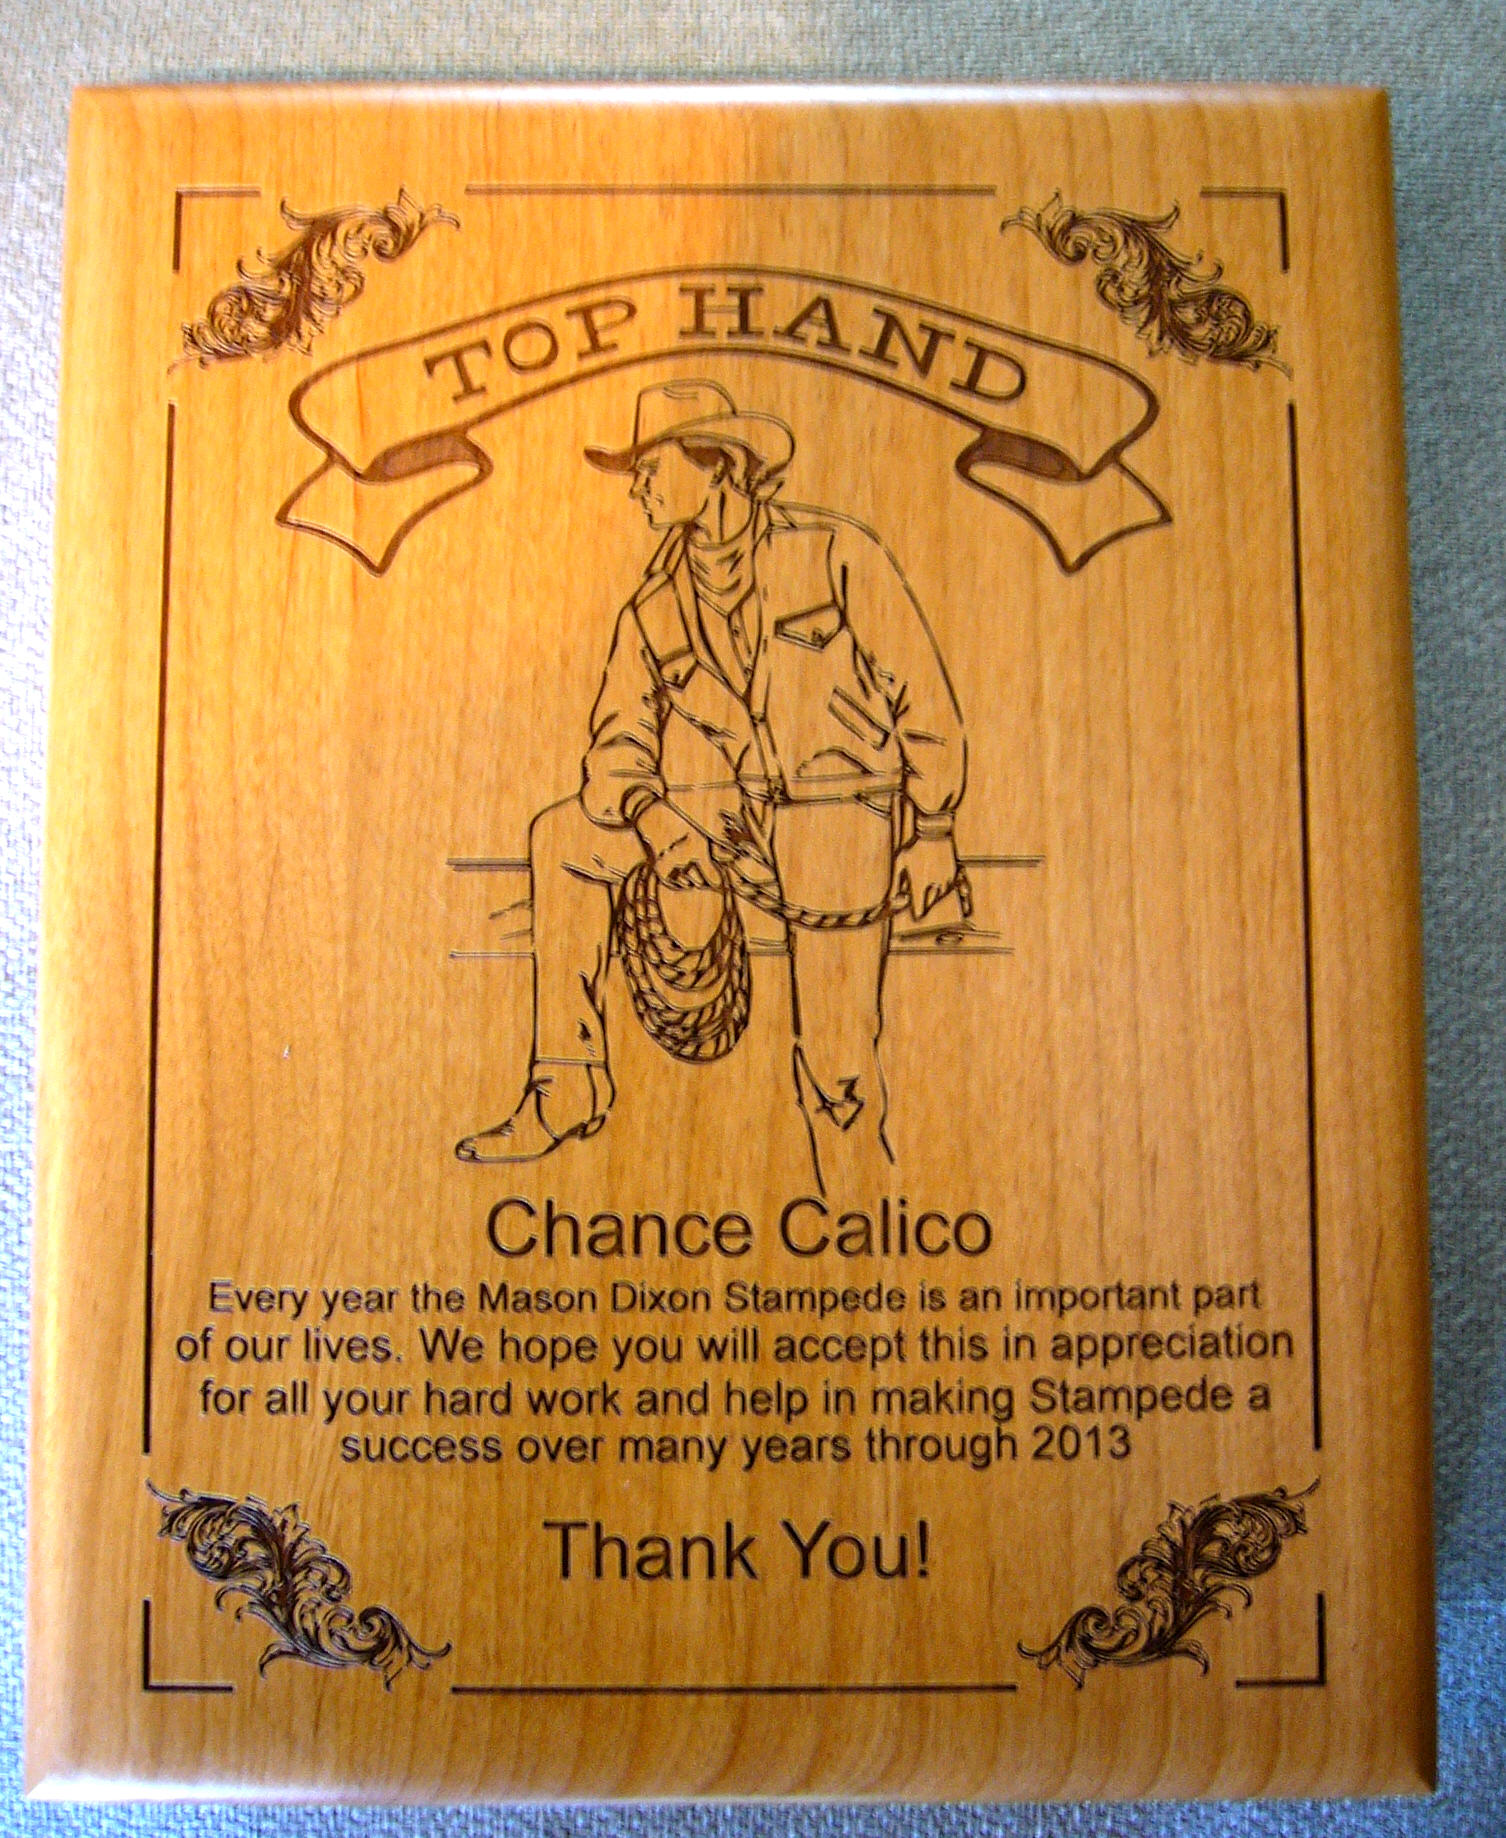 TOP HAND
Chance Calico
Every year the Mason Dixon Stampede is an important part
of our lives. We hope you will accept this in appreciation
for all your hard work and help in making Stampede a
success over many years through 2013
Thank You!